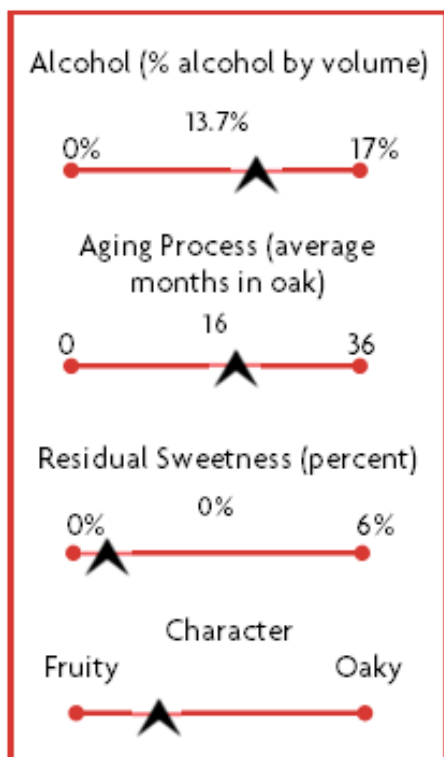 Alcohol (% alcohol by volume)
13.7%
0% 17%
Aging Process (average
months in oak)
16
0 36
Residual Sweetness (percent)
0%
0% 6%
Character
Fruity Oaky